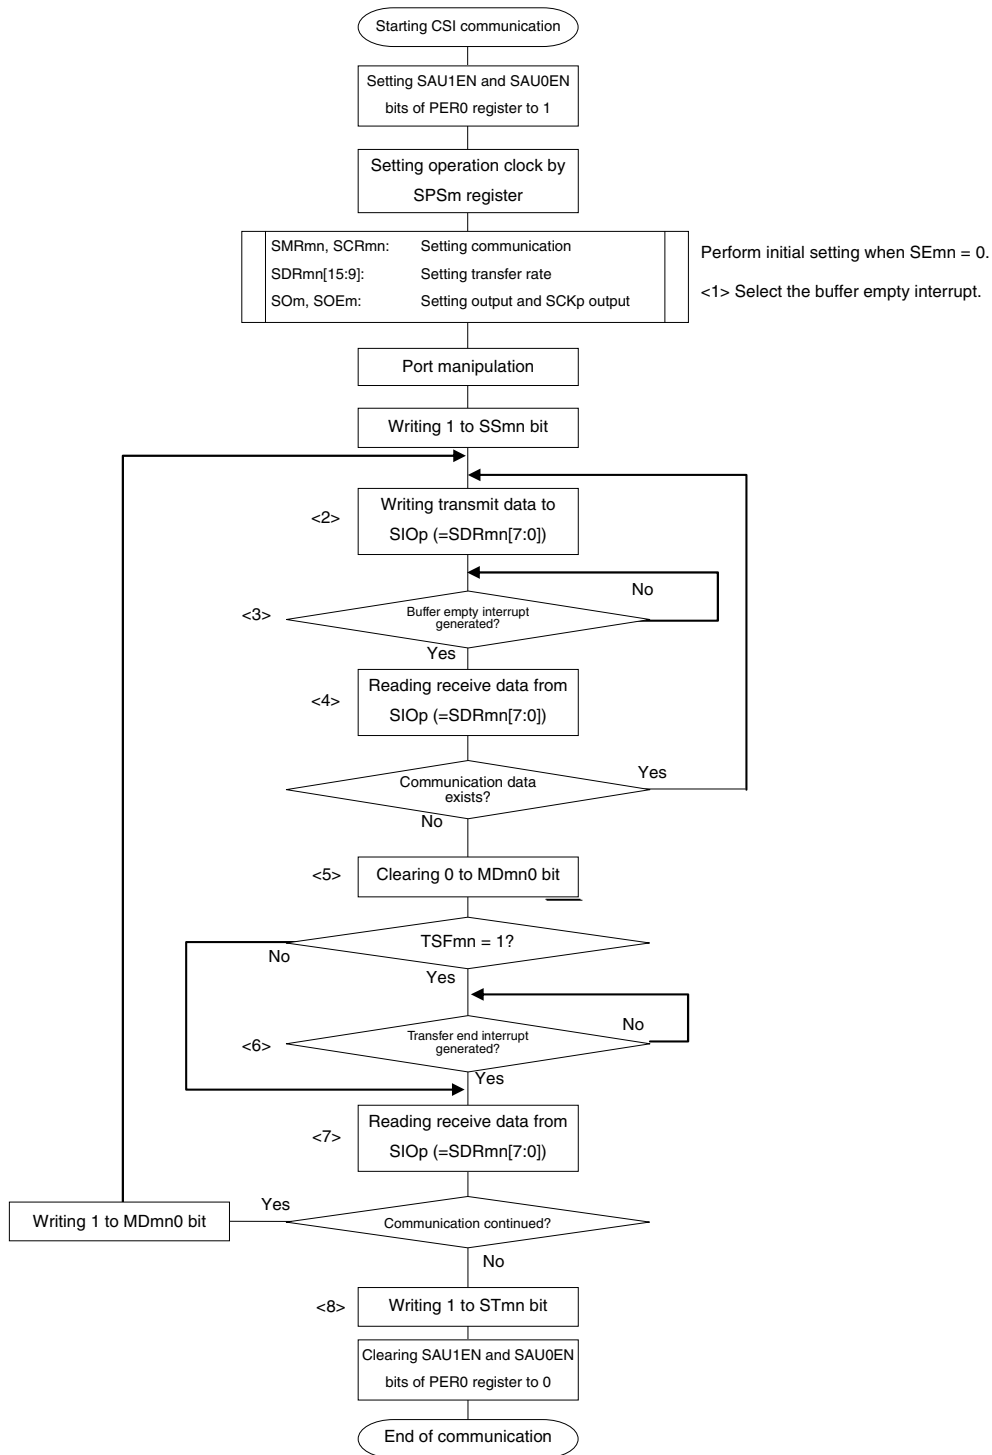 Starting CSI communication
Setting SAU1EN and SAU0EN
bits of PER0 register to 1
Setting operation clock by
SPSm register
SMRmn, SCRmn: Setting communication
SDRmn[15:9]: Setting transfer rate
SOm, SOEm: Setting output and SCKp output
Perform initial setting when SEmn = 0.
<1> Select the buffer empty interrupt.
Port manipulation
Writing 1 to SSmn bit
<2>
Writing transmit data to
SIOp (=SDRmn[7:0])
No
<3>
Buffer empty interrupt
generated?
Yes
<4>
Reading receive data from
SIOp (=SDRmn[7:0])
Yes
Communication data
exists?
No
<5>
Clearing 0 to MDmn0 bit
TSFmn = 1?
No
Yes
No
<6>
Transfer end interrupt
generated?
Yes
<7>
Reading receive data from
SIOp (=SDRmn[7:0])
Yes
Writing 1 to MDmn0 bit
Communication continued?
No
<8>
Writing 1 to STmn bit
Clearing SAU1EN and SAU0EN
bits of PER0 register to 0
End of communication